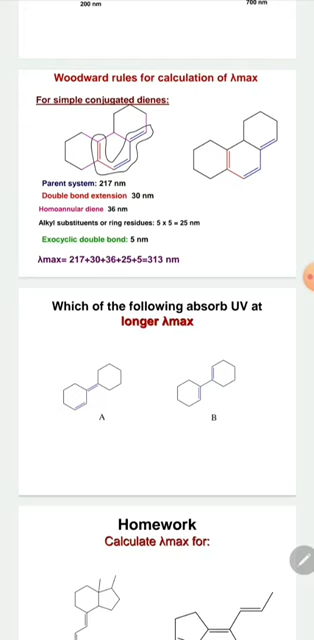 200 nm
700 nm
Woodward rules for calculation of λmax
For simple conjugated dienes:
Parent system: 217 nm
Double bond extension 30 nm
Homoannular diene 36 nm
Alkyl substituents or ring residues: 5 x 5 = 25 nm
Exocyclic double bond: 5 nm
λmax= 217+30+36+25+5=313 nm
Which of the following absorb UV at
longer λmax
A
B
Homework
Calculate λmax for: